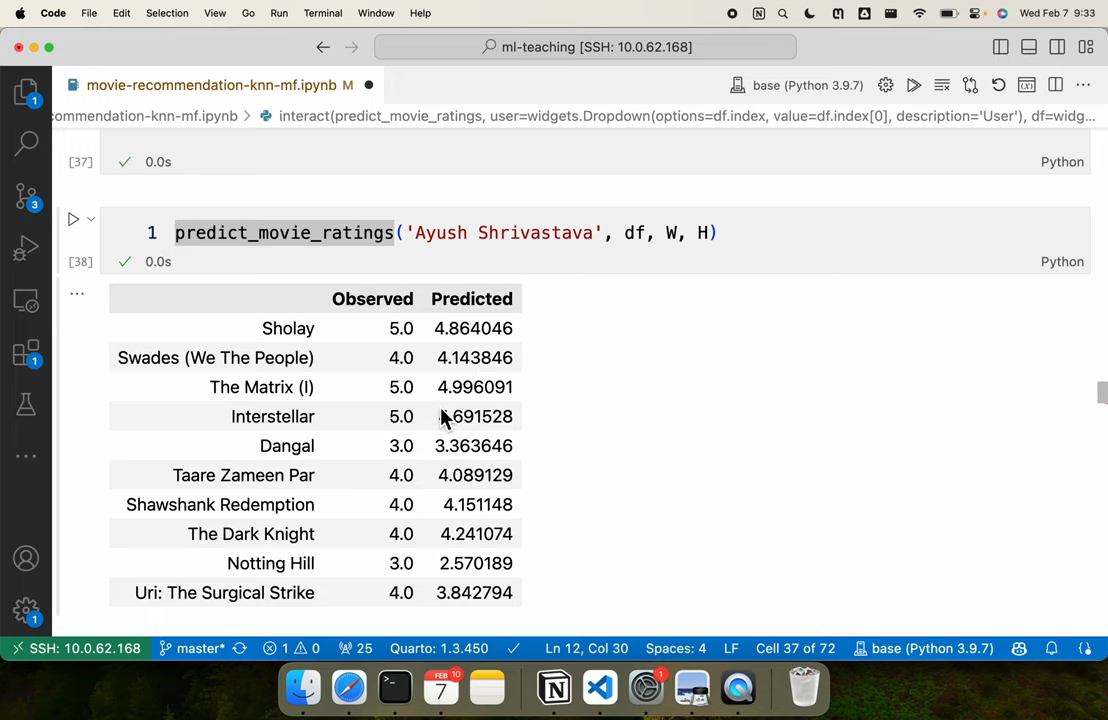 Code File Edit Selection View Go Run Terminal Window Help Wed Feb 7 9:33
ml-teaching [SSH: 10.0.62.168]
movie-recommendation-knn-mf.ipynb M base (Python 3.9.7)
commendation-knn-mf.ipynb > interact(predict_movie_ratings, user=widgets.Dropdown(options=df.index, value=df.index[0], description='User'), df=widg...
[37] 0.0s Python
1 predict_movie_ratings('Ayush Shrivastava', df, W, H)
[38] 0.0s Python
Observed Predicted
Sholay 5.0 4.864046
Swades (We The People) 4.0 4.143846
The Matrix (I) 5.0 4.996091
Interstellar 5.0 .691528
Dangal 3.0 3.363646
Taare Zameen Par 4.0 4.089129
Shawshank Redemption 4.0 4.151148
The Dark Knight 4.0 4.241074
Notting Hill 3.0 2.570189
Uri: The Surgical Strike 4.0 3.842794
1
3
1
1
SSH: 10.0.62.168 master* 1 0 25 Quarto: 1.3.450 Ln 12, Col 30 Spaces: 4 LF Cell 37 of 72 base (Python 3.9.7)
FEB 7 10 1